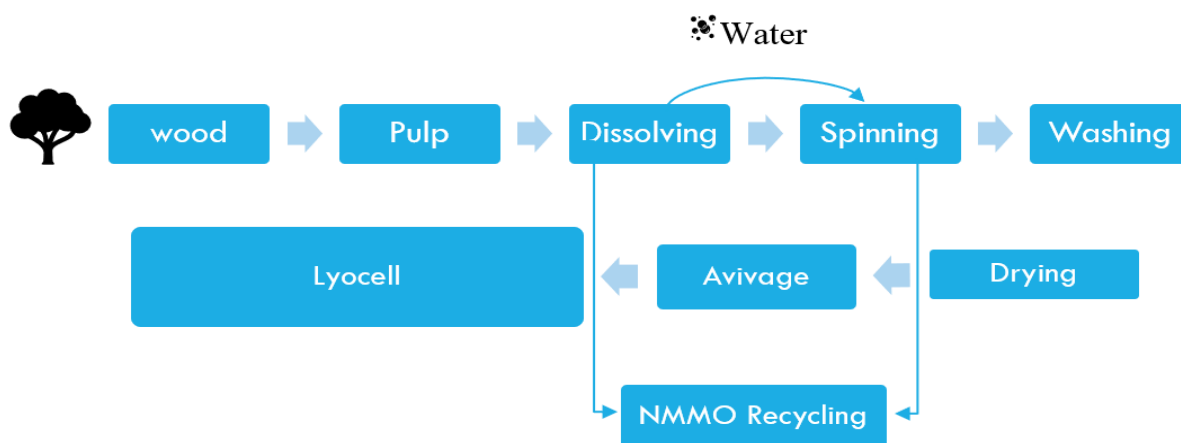 Water
wood
Pulp
Dissolving
Spinning
Washing
Lyocell
Avivage
Drying
NMMO Recycling